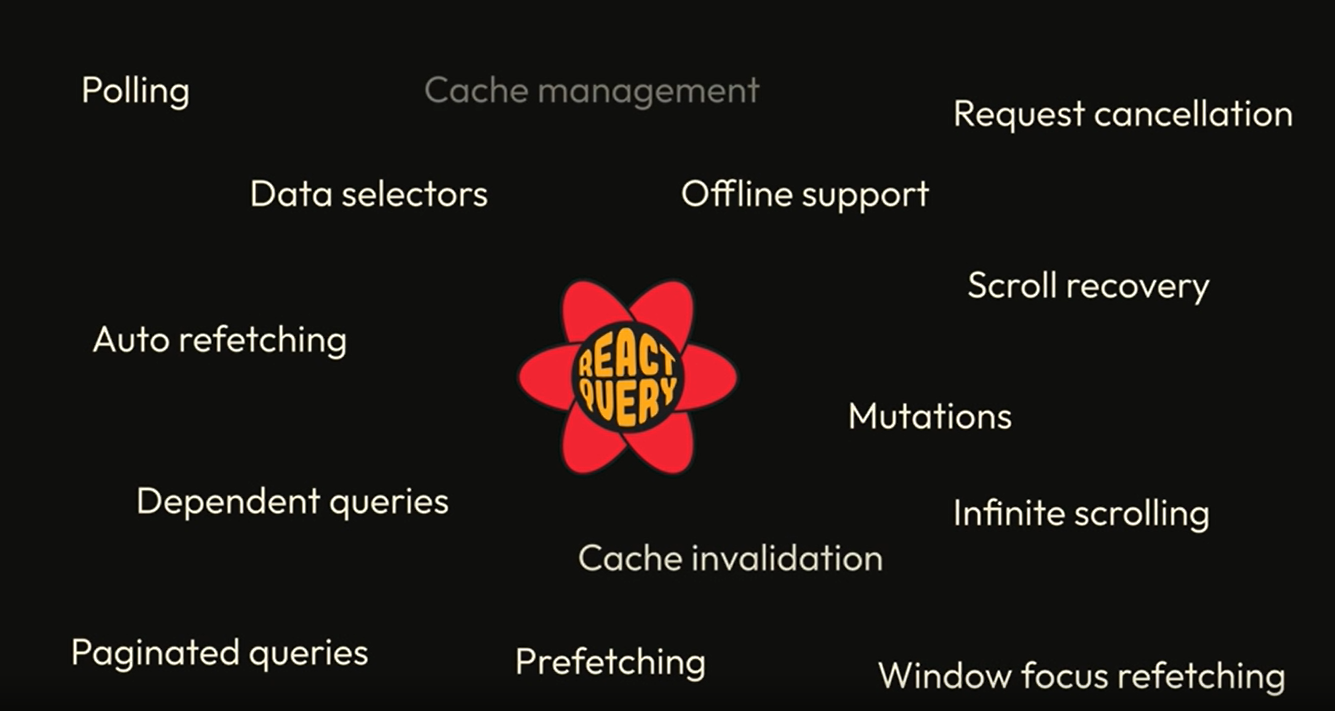 Polling
Cache management
Request cancellation
Data selectors
Offline support
Scroll recovery
Auto refetching
REACT
QUERY
Mutations
Dependent queries
Infinite scrolling
Cache invalidation
Paginated queries
Prefetching
Window focus refetching